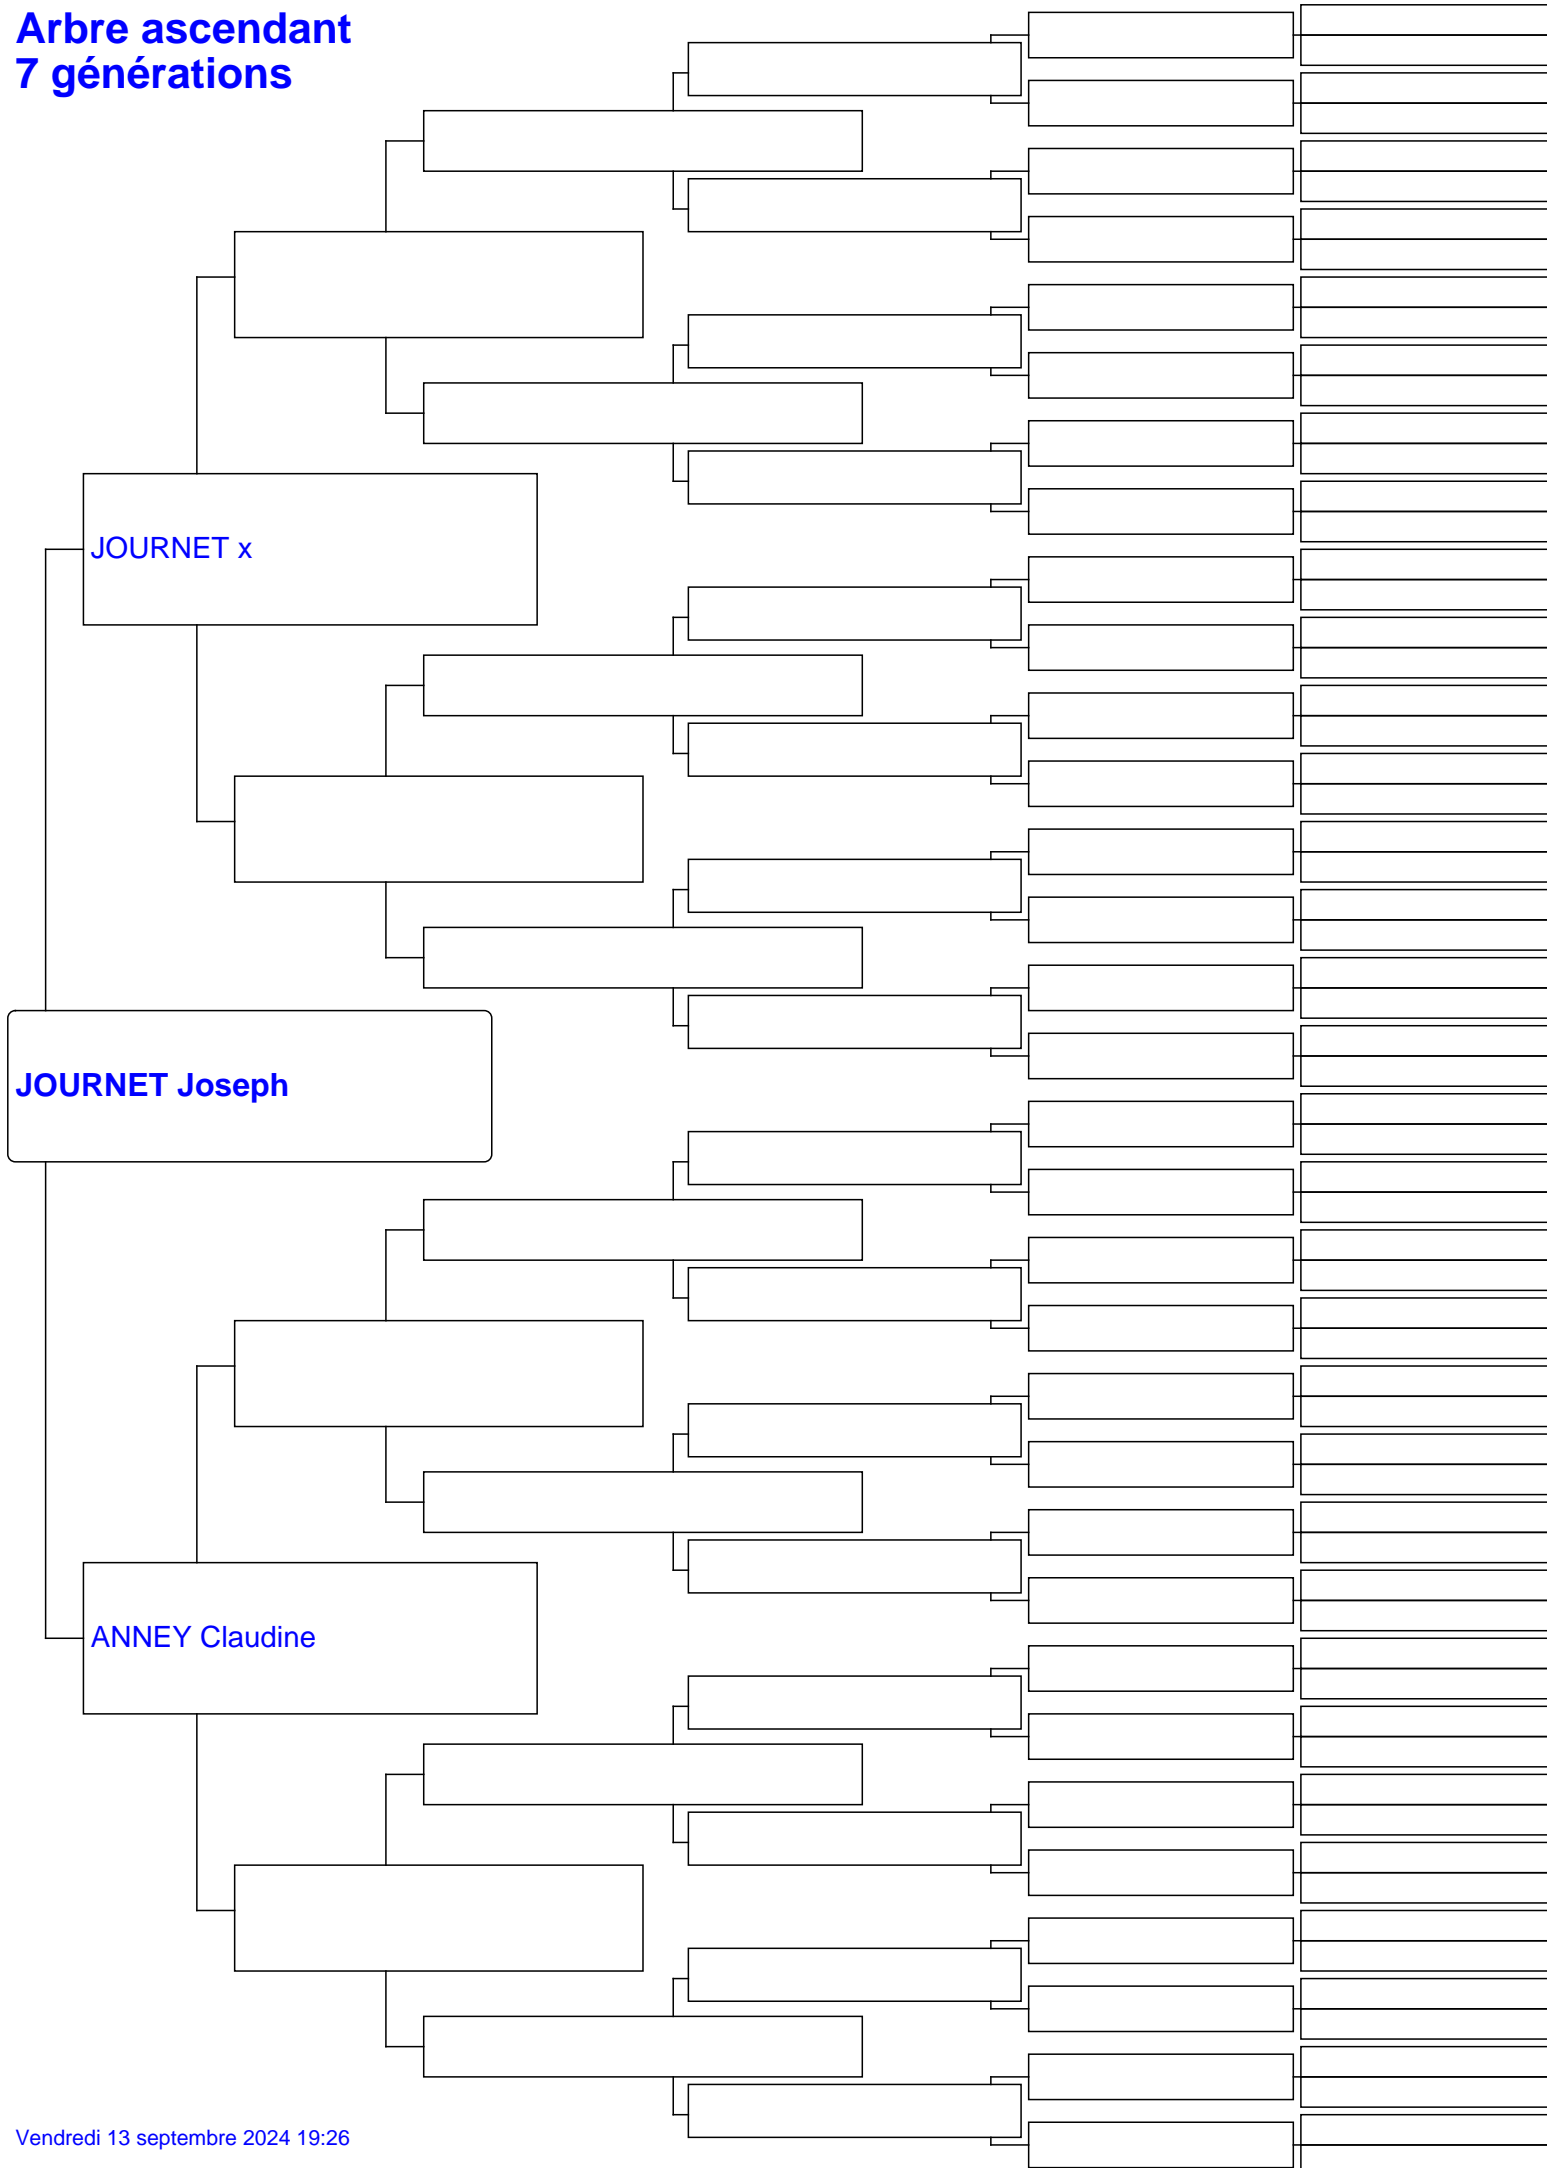 Arbre ascendant
7 générations
JOURNET x
JOURNET Joseph
ANNEY Claudine
Vendredi 13 septembre 2024 19:26